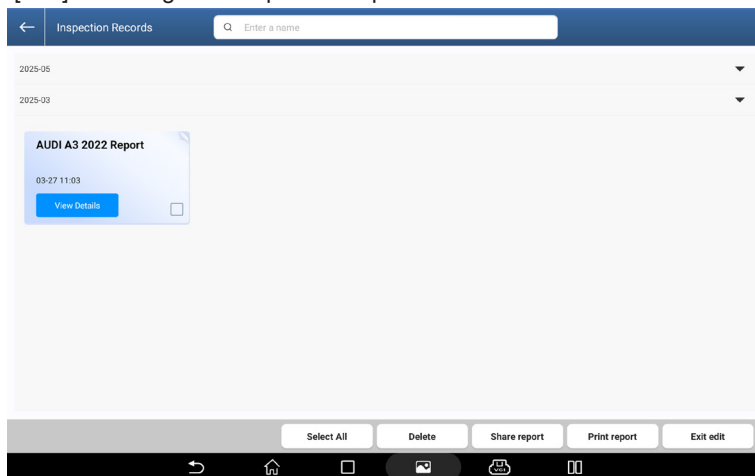 Inspection Records
Enter a name
2025-05
2025-03
AUDI A3 2022 Report
03-27 11:03
View Details
Select All
Delete
Share report
Print report
Exit edit
VCI